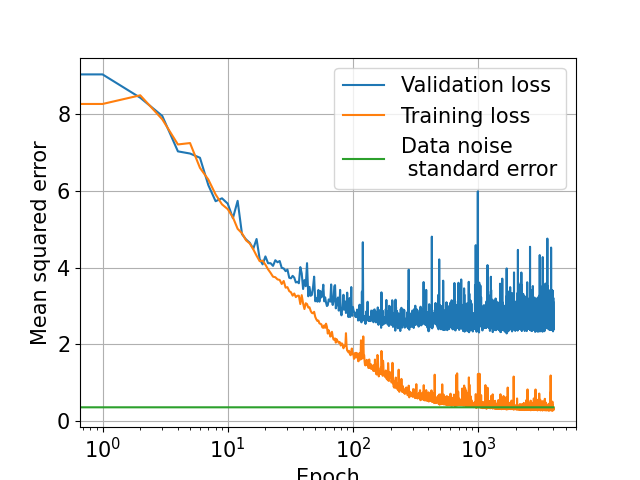 Validation loss
Training loss
Data noise
standard error
Mean squared error
8
6
4
2
0
10⁰
10¹
10²
10³
Epoch